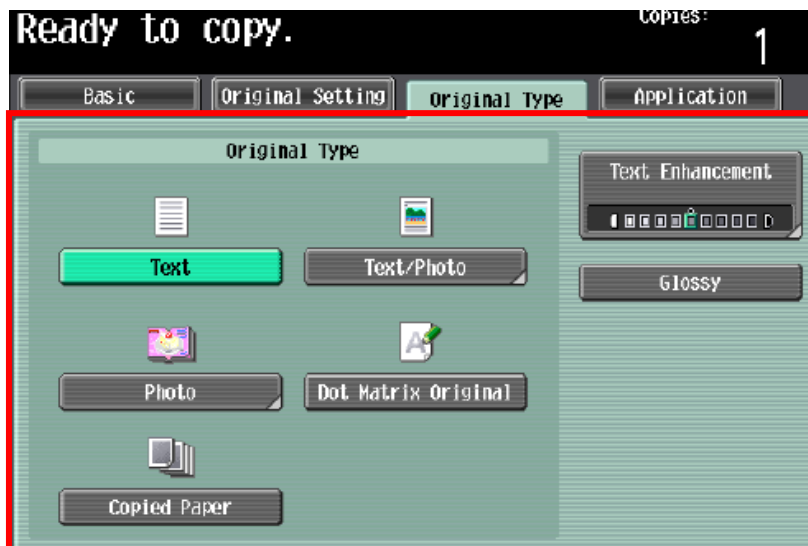 Ready to copy.
Copies:
1
Basic
Original Setting
Original Type
Application
Original Type
Text Enhancement
Text
Text/Photo
Glossy
Photo
Dot Matrix Original
Copied Paper